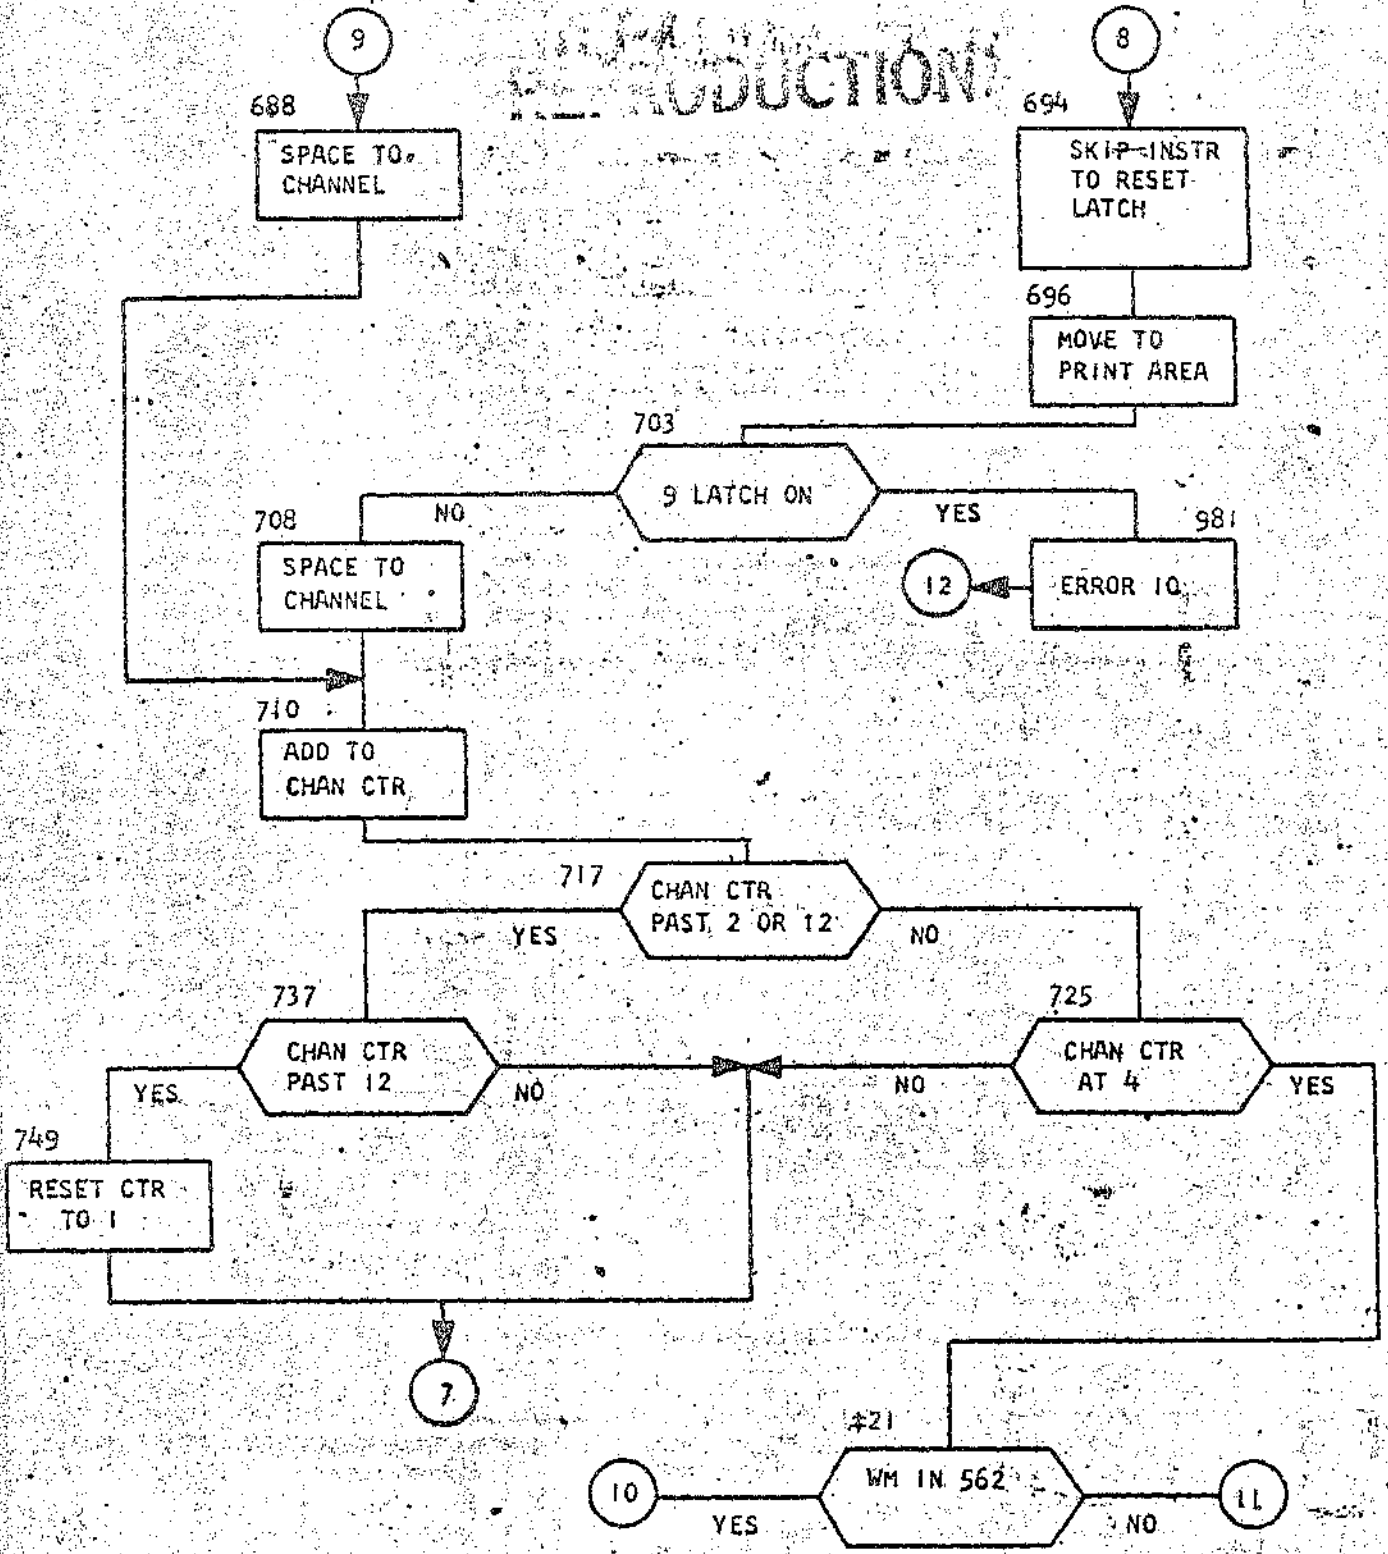 9
8
688
SPACE TO
CHANNEL
694
SKIP INSTR
TO RESET
LATCH
696
MOVE TO
PRINT AREA
703
9 LATCH ON
NO
YES
708
SPACE TO
CHANNEL
981
ERROR 10
12
710
ADD TO
CHAN CTR
717
CHAN CTR
PAST 2 OR 12
YES
NO
737
CHAN CTR
PAST 12
YES
NO
725
CHAN CTR
AT 4
NO
YES
749
RESET CTR
TO 1
7
‡21
WM IN 562
10
YES
NO
11